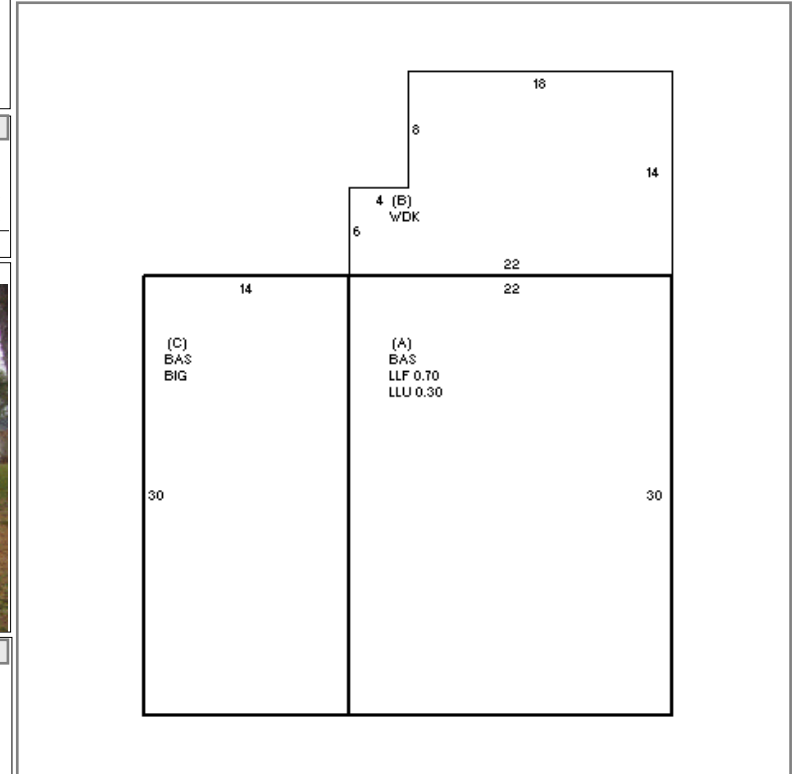 18
8
14
4 (B)
WDK
6
22
14
22
(C)
BAS
BIG
(A)
BAS
LLF 0.70
LLU 0.30
30
30